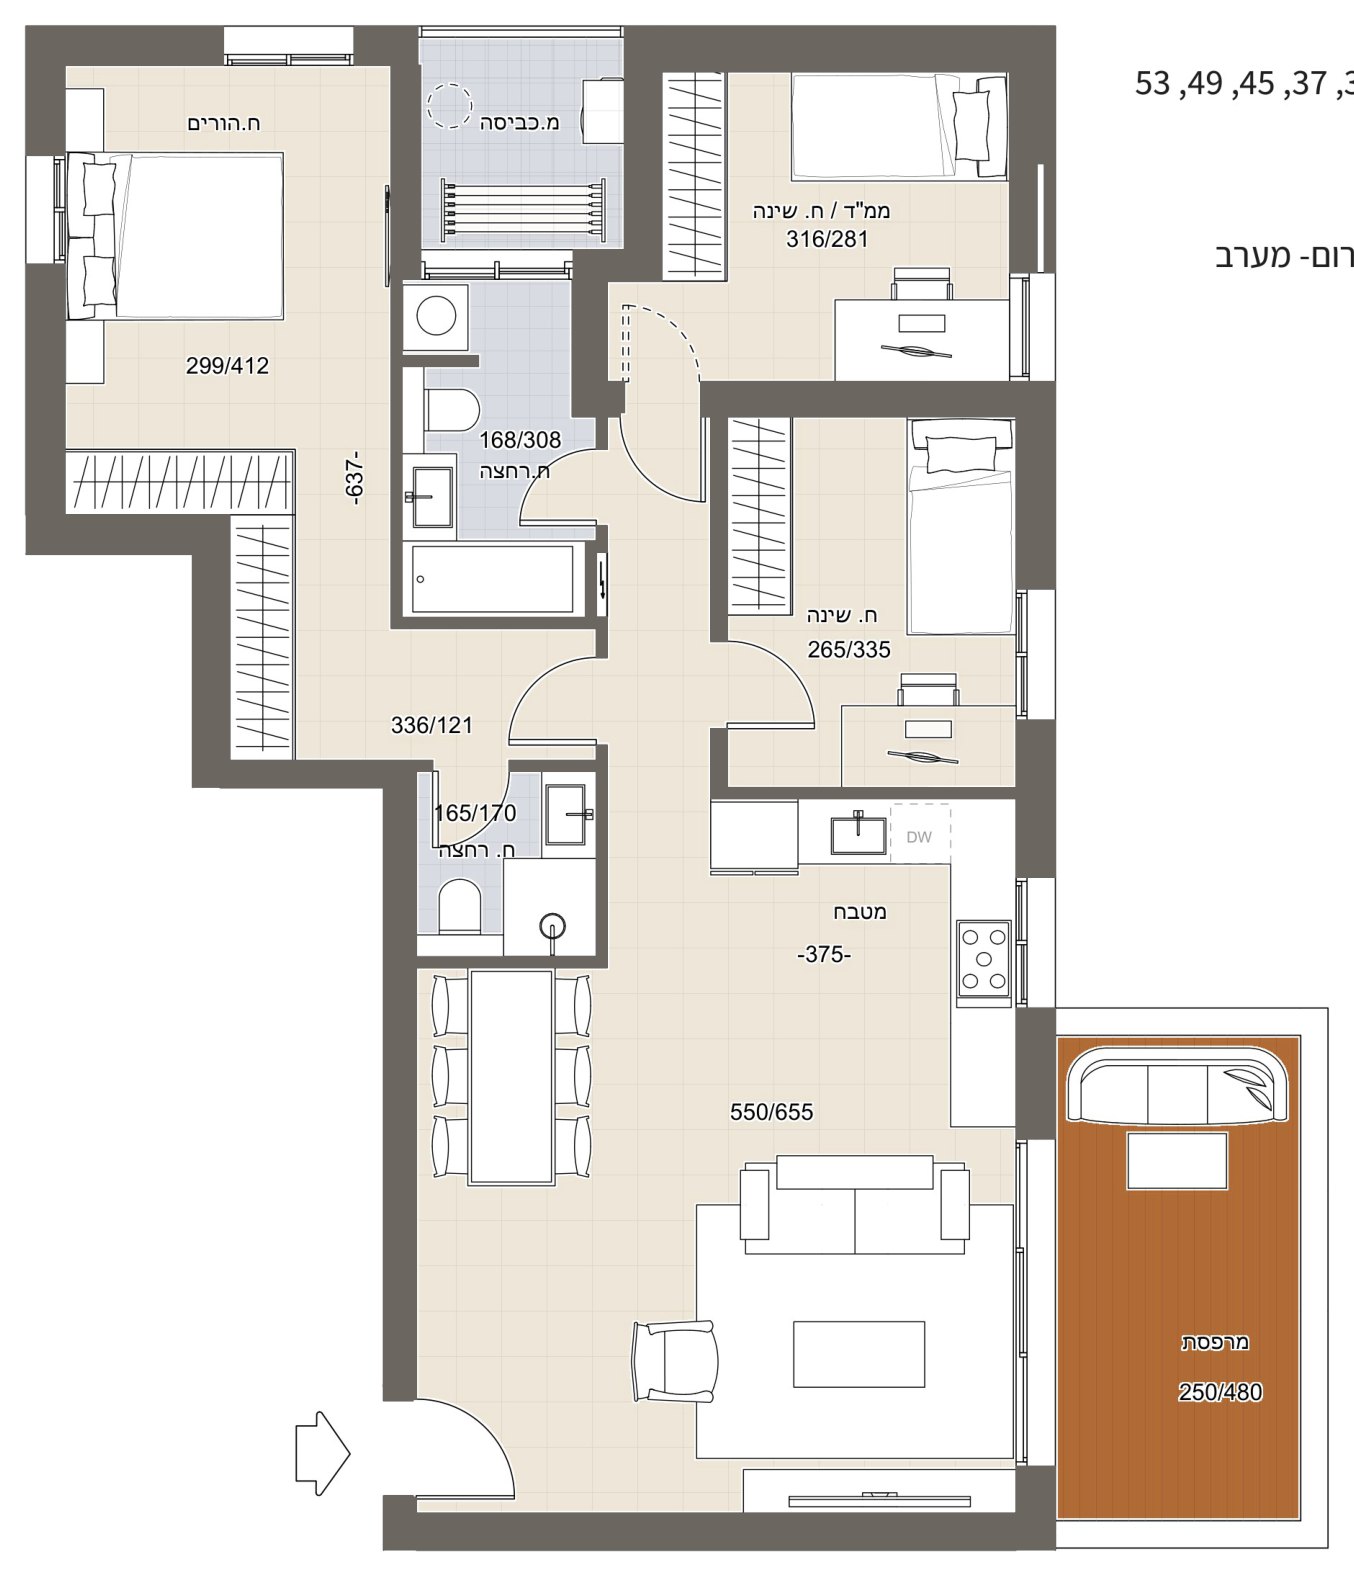 53 ,49 ,45 ,37 ,3
רום- מערב
ח.הורים
299/412
-637-
מ.כביסה
ממ"ד / ח. שינה
316/281
168/308
ח.רחצה
ח. שינה
265/335
336/121
165/170
ח. רחצה
DW
מטבח
-375-
550/655
מרפסת
250/480